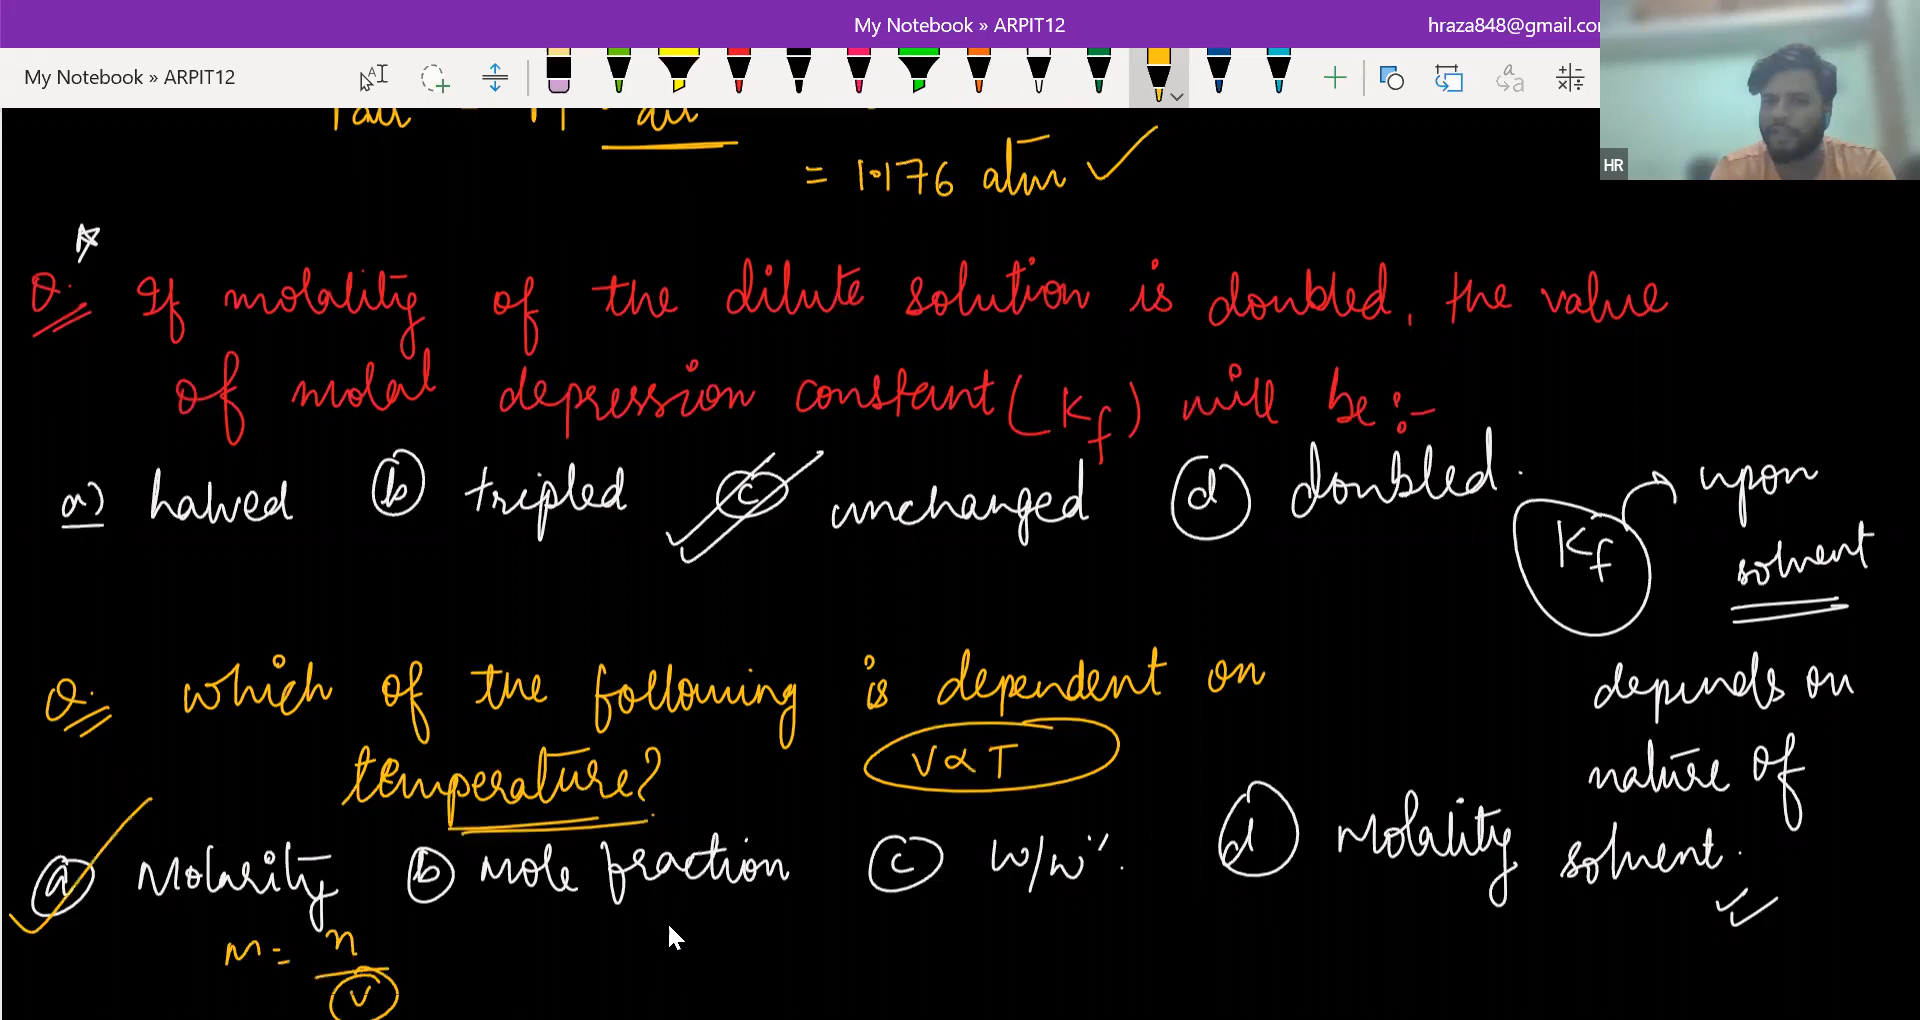 My Notebook » ARPIT12
hraza848@gmail.co
My Notebook » ARPIT12
HR
= 1.176 atm ✓
Q. If molality of the dilute solution is doubled, the value
of molal depression constant (Kf) will be :-
a) halved (b) tripled (c) unchanged (d) doubled.
Kf → upon
solvent
depends on
nature of
solvent.
Q. which of the following is dependent on
temperature?
V ∝ T
(a) Molarity (b) Mole fraction (c) w/w %. (d) Molality
M = n
V